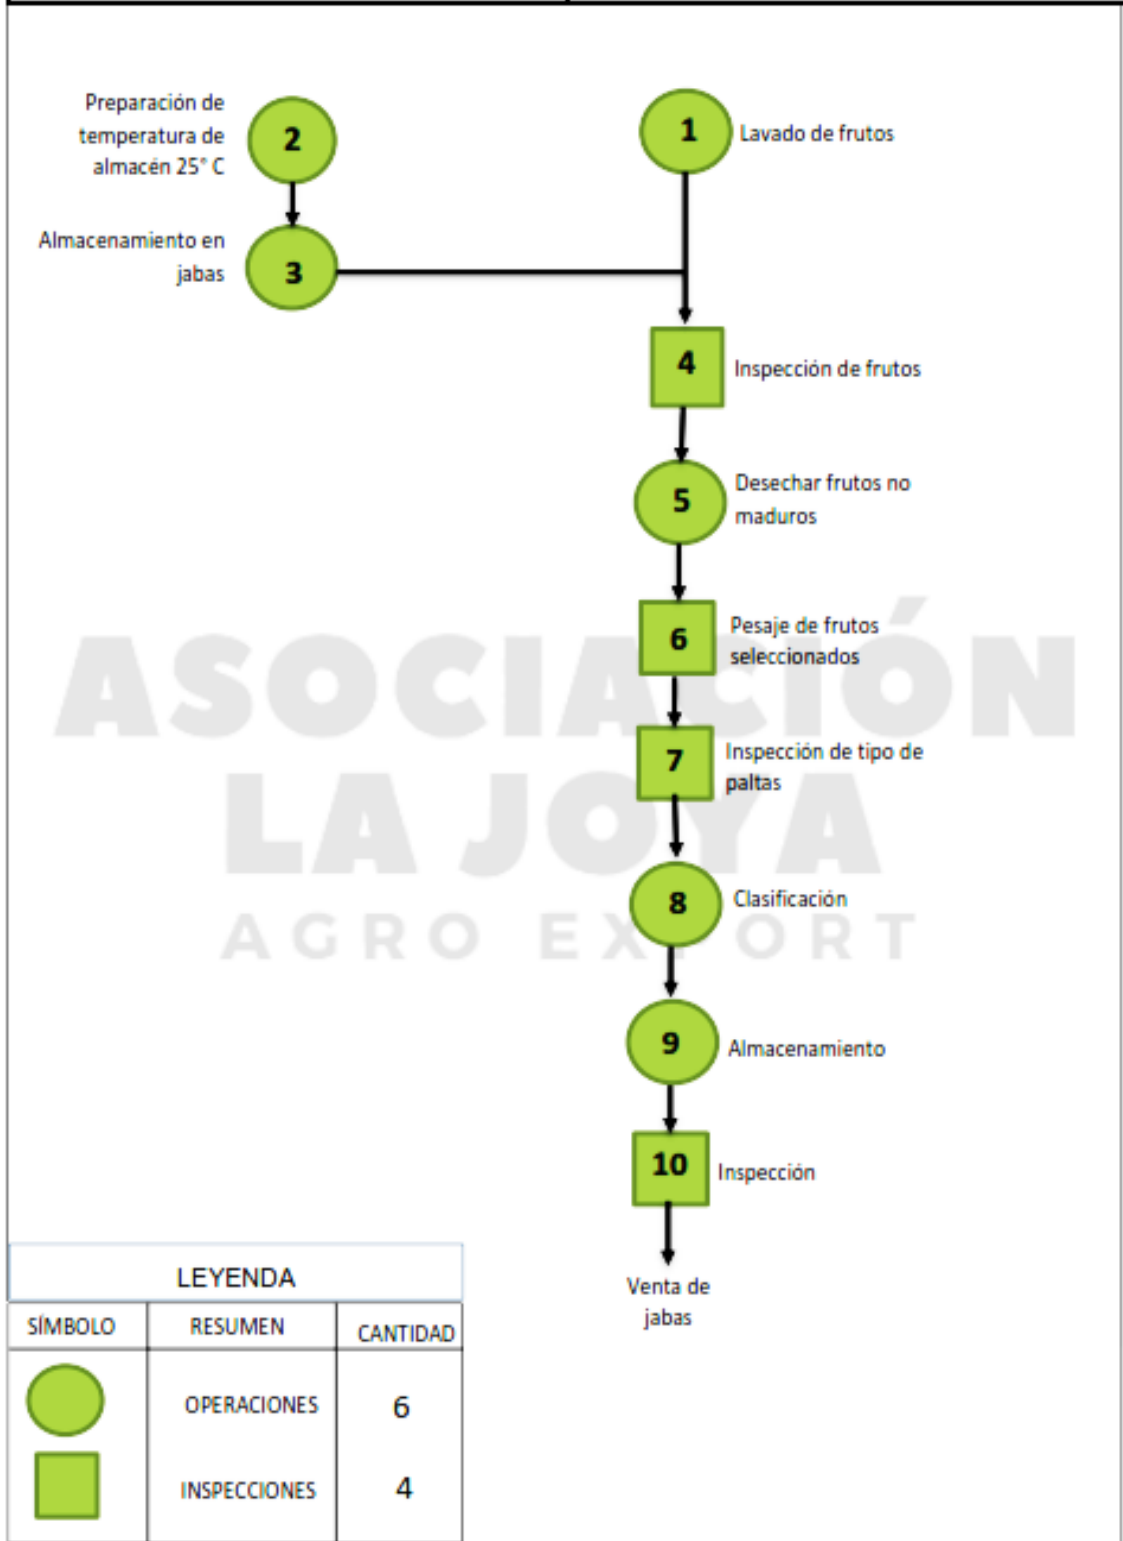 Preparación de
temperatura de
almacén 25° C
2
1
Lavado de frutos
Almacenamiento en
jabas
3
4
Inspección de frutos
5
Desechar frutos no
maduros
6
Pesaje de frutos
seleccionados
ASOCIACIÓN
7
Inspección de tipo de
paltas
LA JOYA
8
Clasificación
AGRO EXPORT
9
Almacenamiento
10
Inspección
Venta de
jabas
LEYENDA
SÍMBOLO RESUMEN CANTIDAD
OPERACIONES 6
INSPECCIONES 4